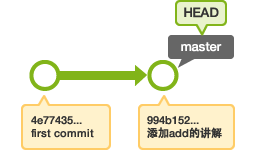 HEAD
master
4e77435...
first commit
994b152...
添加add的讲解